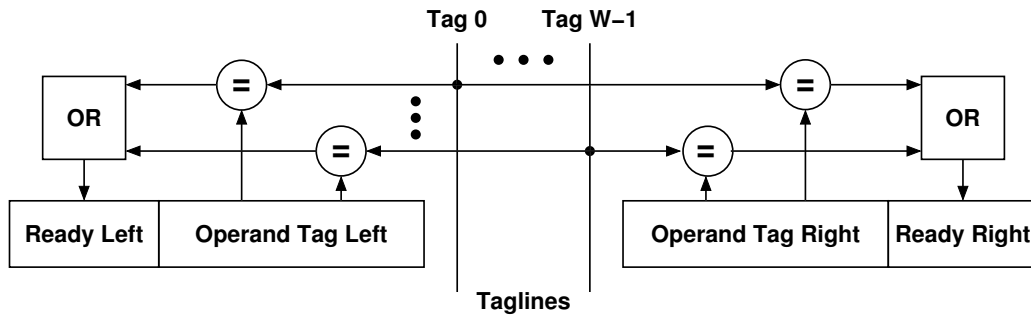 Tag 0 Tag W−1
= =
OR OR
= =
Ready Left Operand Tag Left Operand Tag Right Ready Right
Taglines